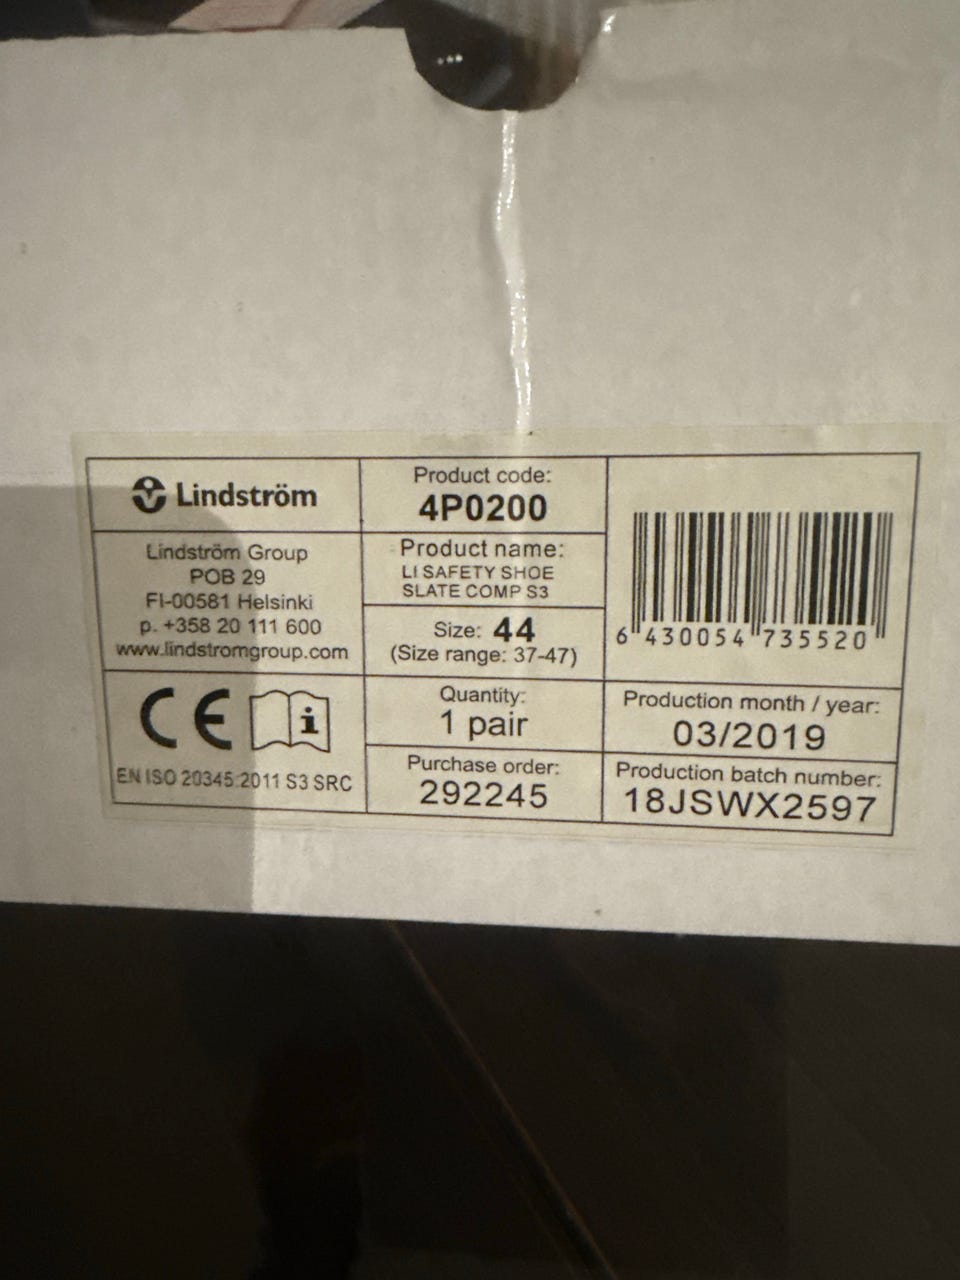 Lindström
Lindström Group
POB 29
FI-00581 Helsinki
p. +358 20 111 600
www.lindstromgroup.com
CE i
EN ISO 20345:2011 S3 SRC
Product code:
4P0200
Product name:
LI SAFETY SHOE
SLATE COMP S3
Size: 44
(Size range: 37-47)
Quantity:
1 pair
Purchase order:
292245
6 430054 735520
Production month / year:
03/2019
Production batch number:
18JSWX2597